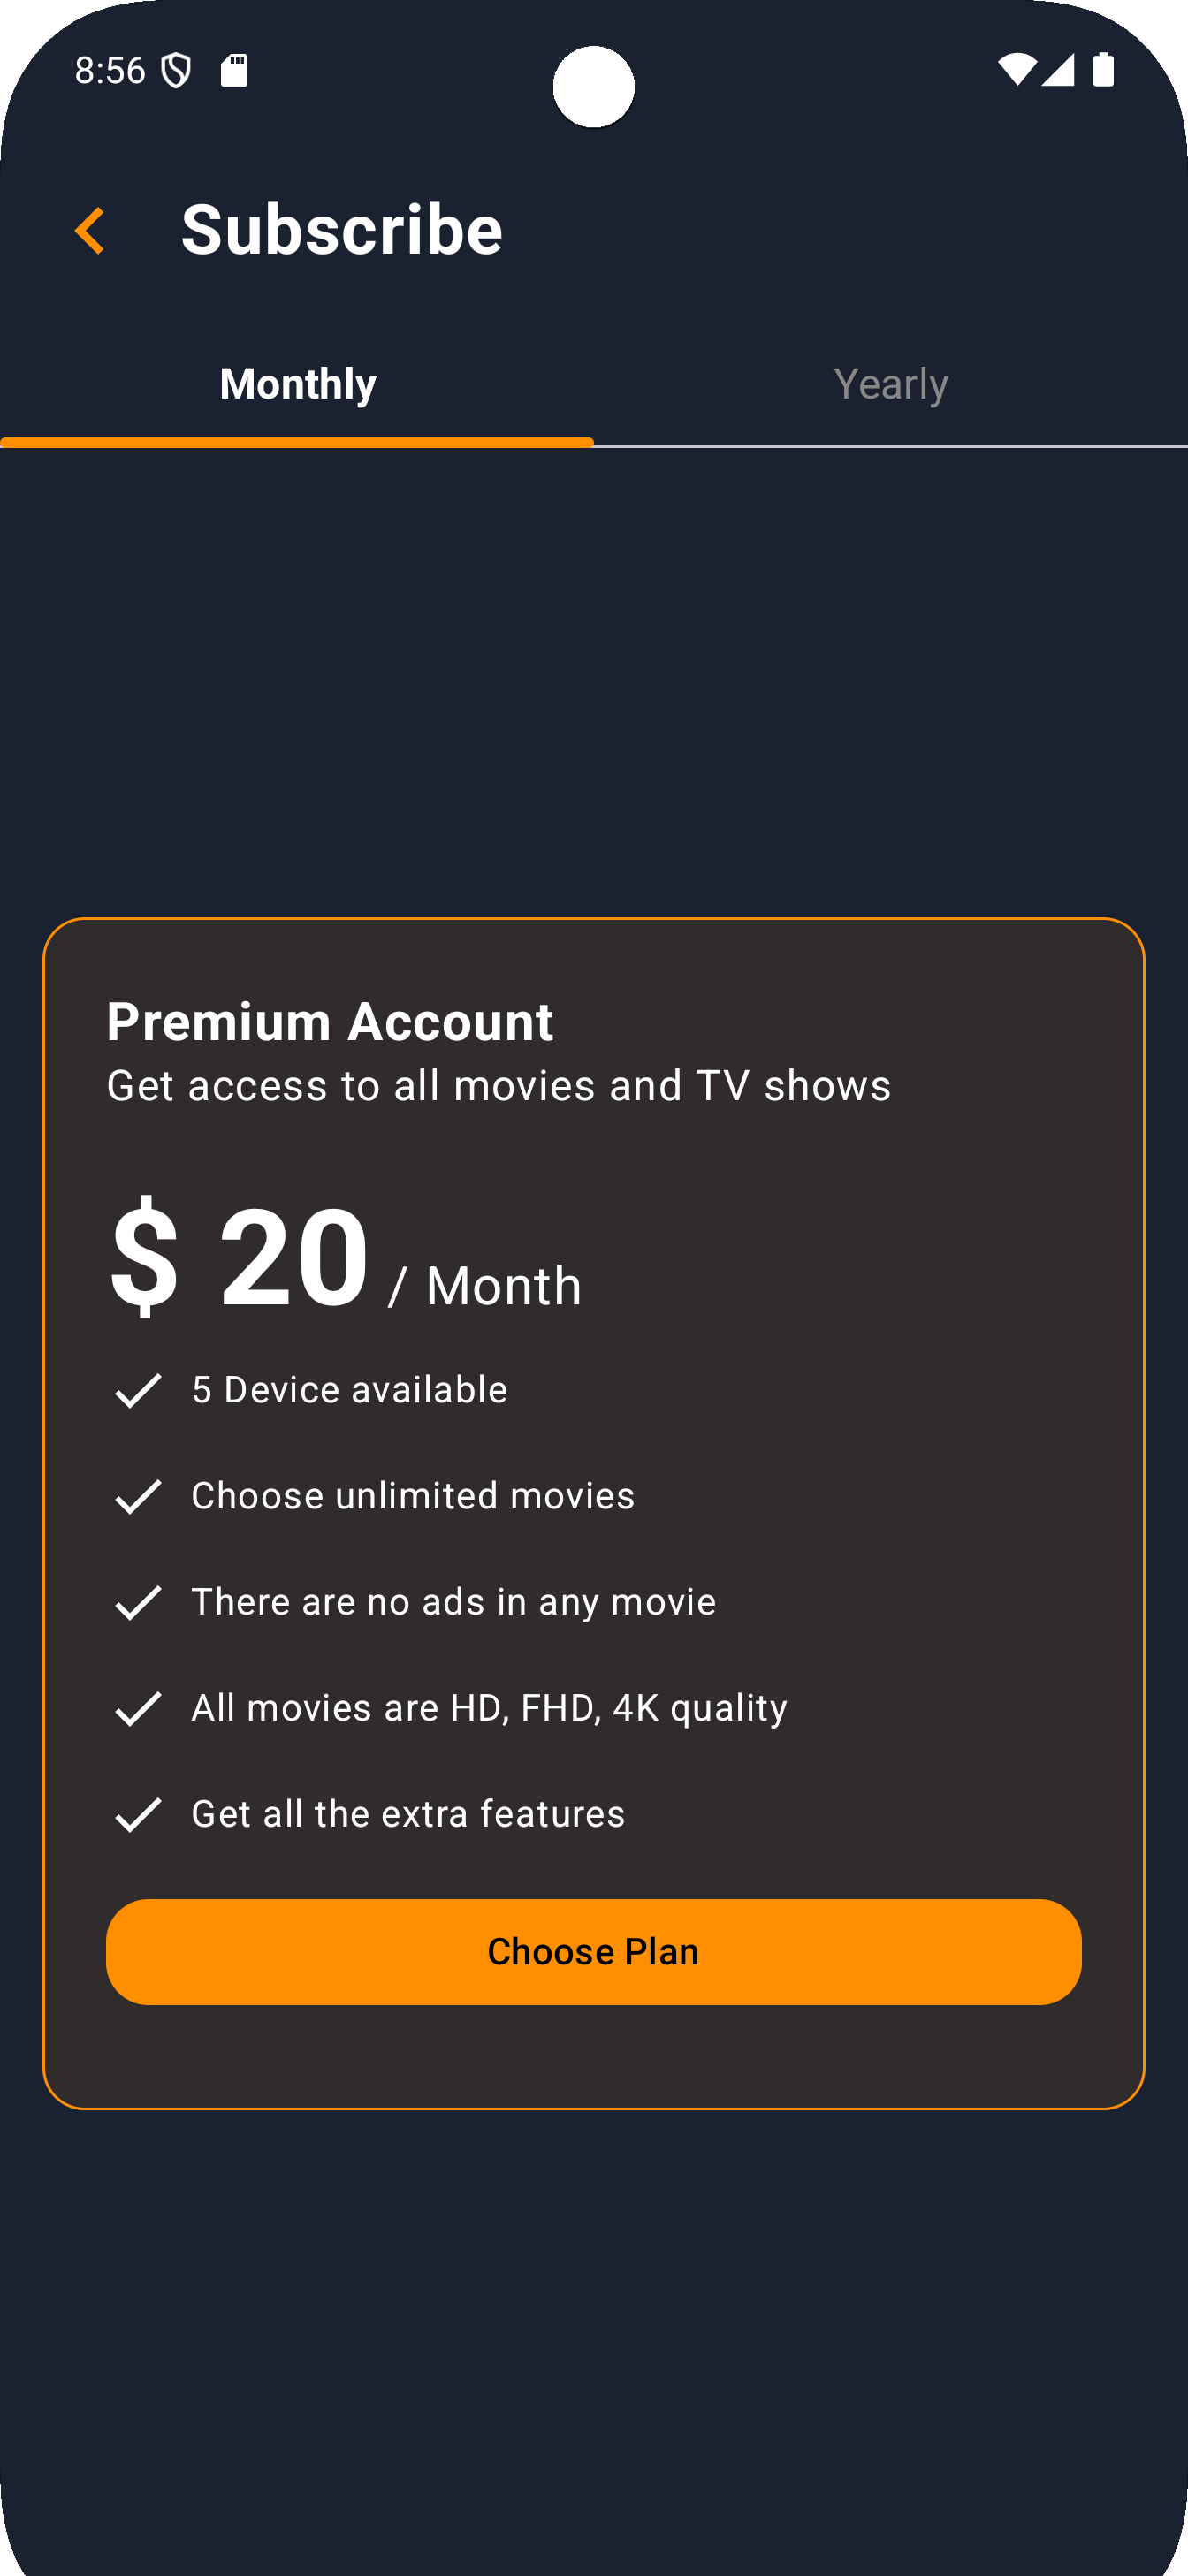 8:56
Subscribe
Monthly
Yearly
Premium Account
Get access to all movies and TV shows
$ 20 / Month
5 Device available
Choose unlimited movies
There are no ads in any movie
All movies are HD, FHD, 4K quality
Get all the extra features
Choose Plan